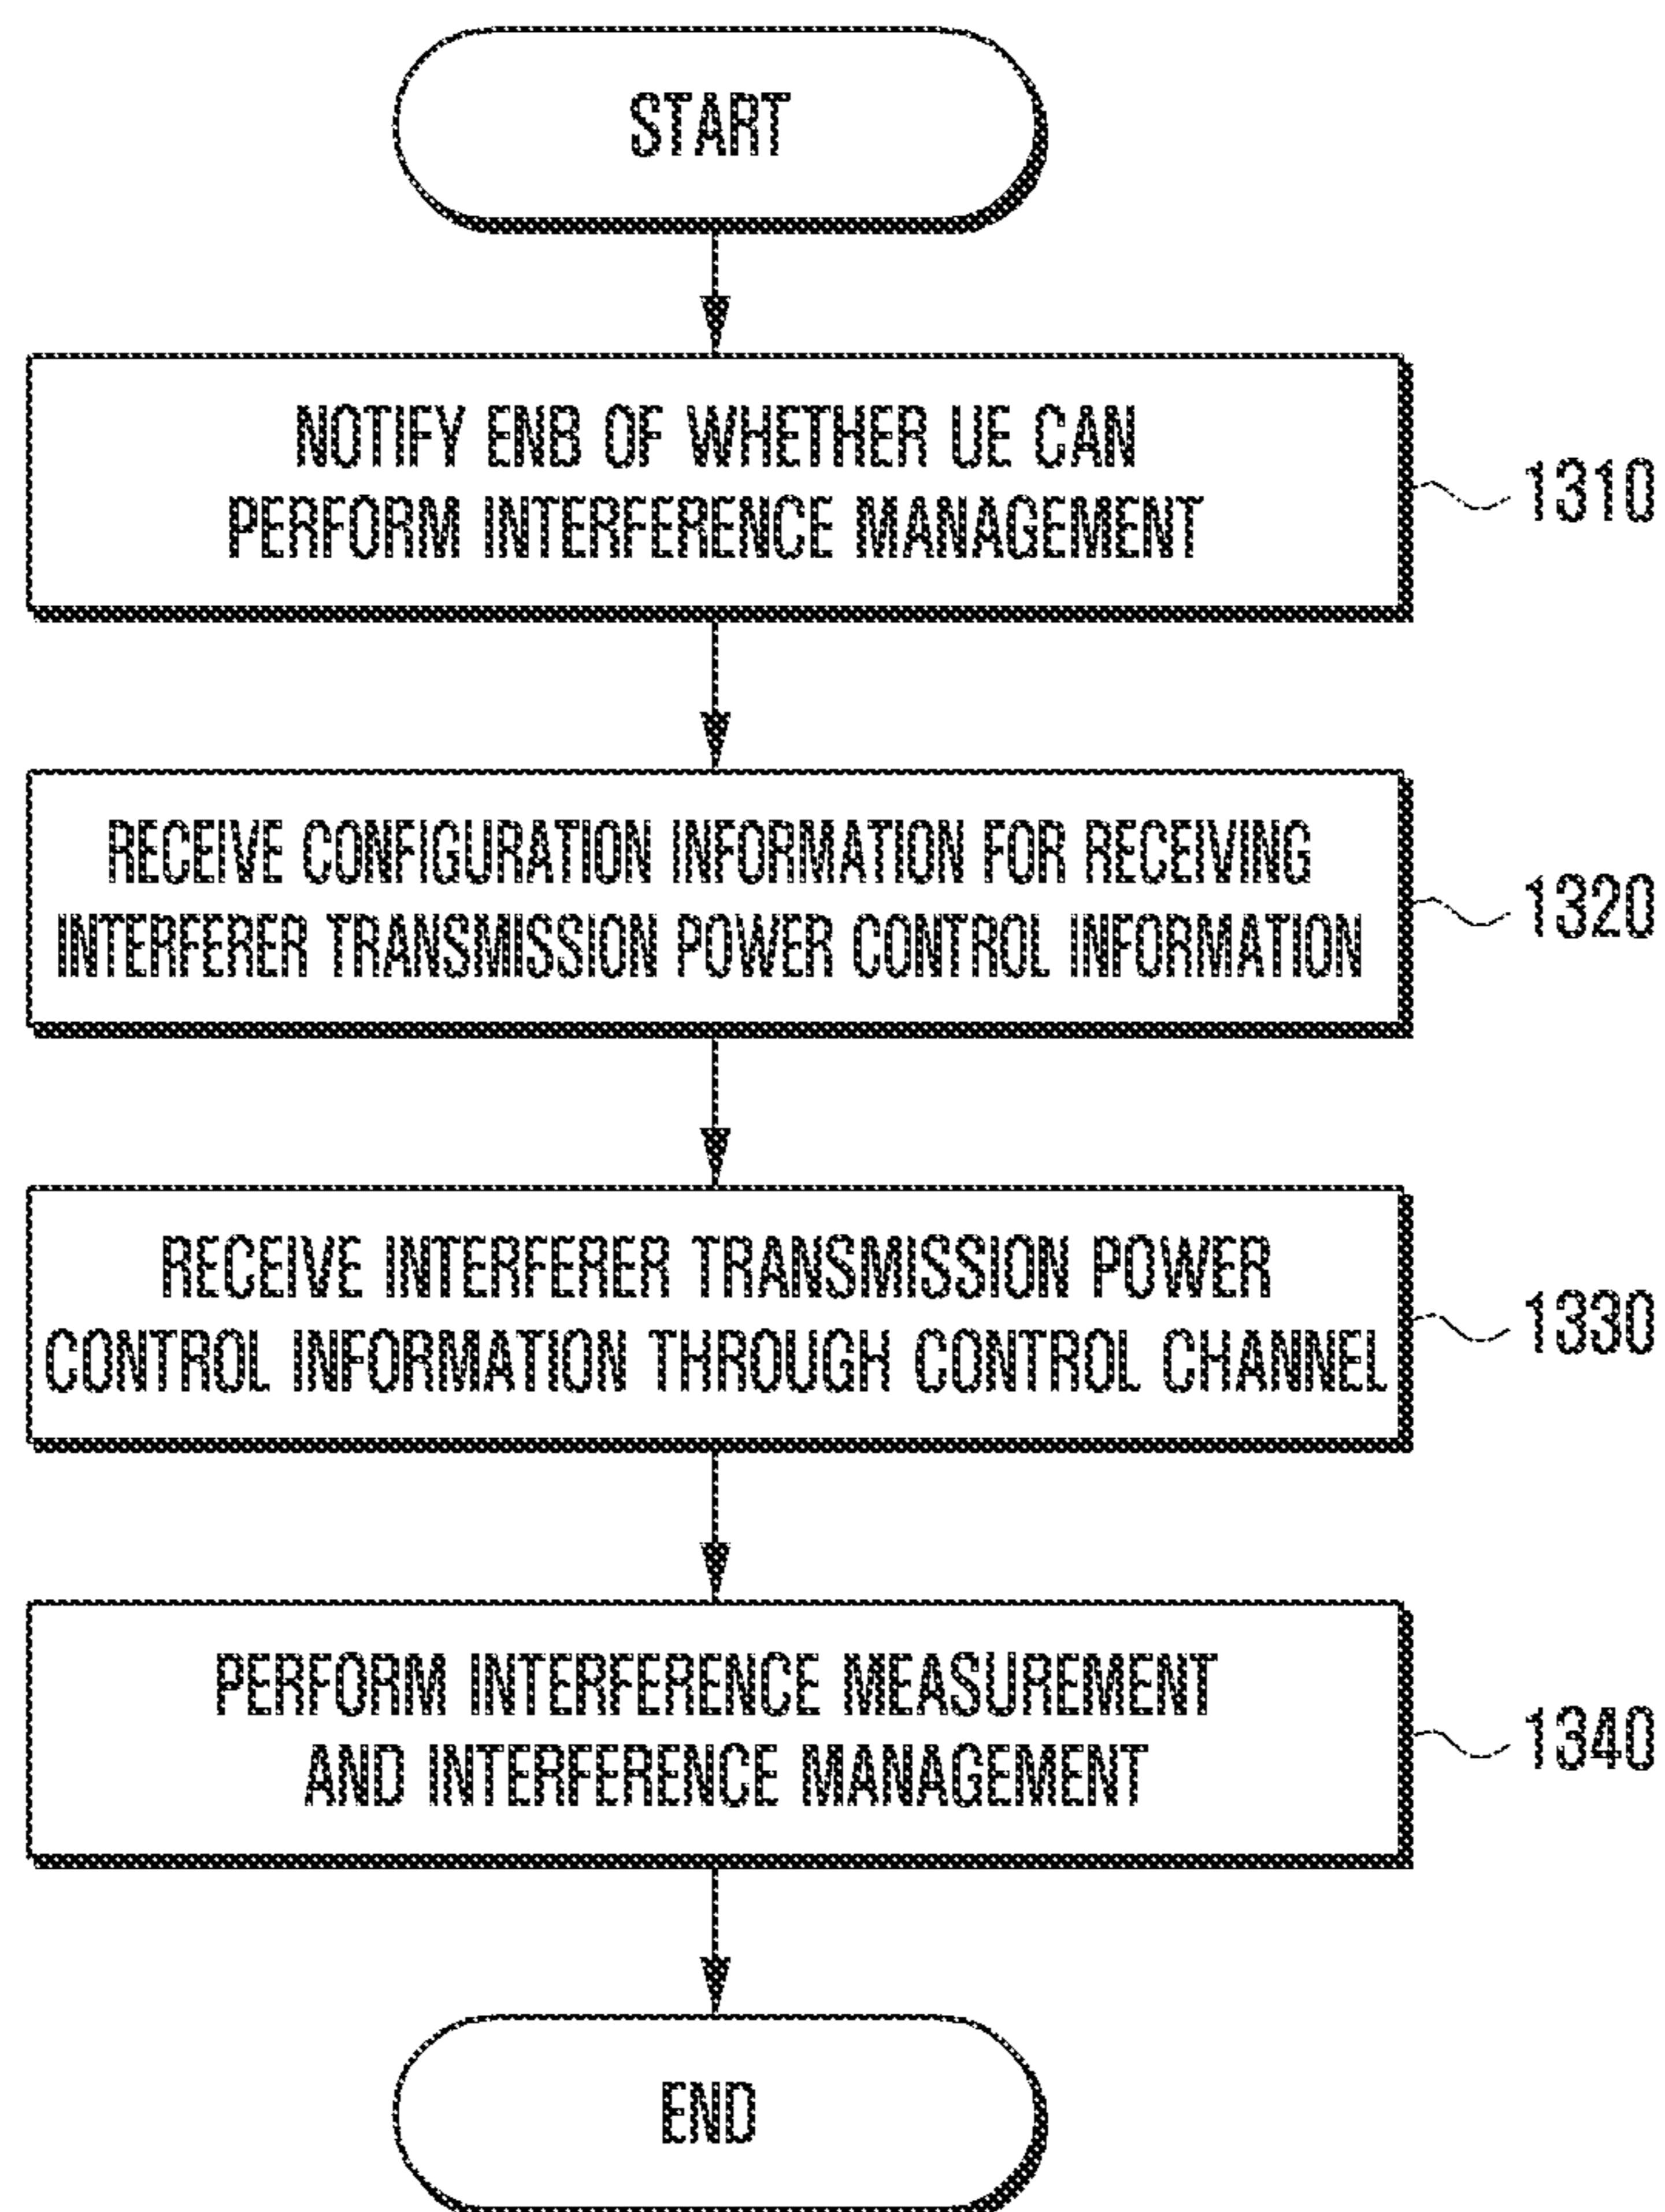 START
NOTIFY ENB OF WHETHER UE CAN
PERFORM INTERFERENCE MANAGEMENT
1310
RECEIVE CONFIGURATION INFORMATION FOR RECEIVING
INTERFERER TRANSMISSION POWER CONTROL INFORMATION
1320
RECEIVE INTERFERER TRANSMISSION POWER
CONTROL INFORMATION THROUGH CONTROL CHANNEL
1330
PERFORM INTERFERENCE MEASUREMENT
AND INTERFERENCE MANAGEMENT
1340
END